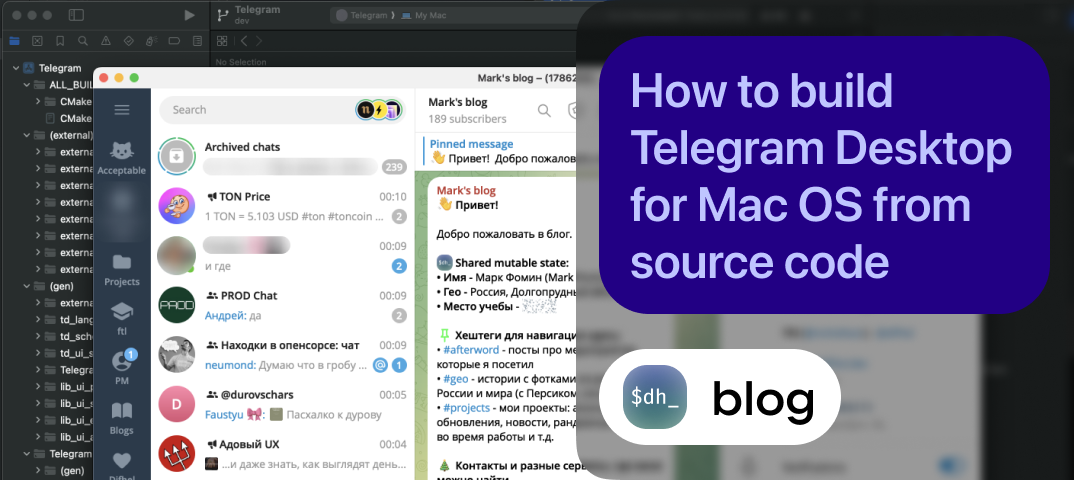 Telegram
dev
Telegram
My Mac
No Selection
Telegram
ALL_BUI
CMake
CMake
(external)
externa
externa
externa
externa
externa
externa
externa
externa
(gen)
externa
td_lang
td_sche
td_ui_s
Telegra
lib_ui_p
lib_ui_s
lib_ui_e
lib_ui_a
Telegram
(gen)
Acceptable
Projects
ftl
1
PM
Blogs
Mark's blog – (17862
Search
Archived chats
239
TON Price 00:10
1 TON = 5.103 USD #ton #toncoin ... 2
00:09
и где 2
PROD Chat 00:09
Андрей: да 2
Находки в опенсорсе: чат 00:09
neumond: Думаю что в гробу ... @ 1
D
@durovschars 00:05
Faustyu 🎀: Пасхалко к дурову
Адовый UX 00:04
...и даже знать, как выглядят день...
Mark's blog
189 subscribers
Pinned message
👋 Привет! Добро пожалов
Mark's blog
👋 Привет!
Добро пожаловать в блог.
Shared mutable state:
• Имя - Марк Фомин (Mark
• Гео - Россия, Долгопрудны
• Место учебы -
Хештеги для навигаци
• #afterword - посты про ме
которые я посетил
• #geo - истории с фотками
России и мира (с Персиком
• #projects - мои проекты: а
обновления, новости, ранд
во время работы и т.д.
🎄 Контакты и разные серв
How to build
Telegram Desktop
for Mac OS from
source code
$dh_ blog